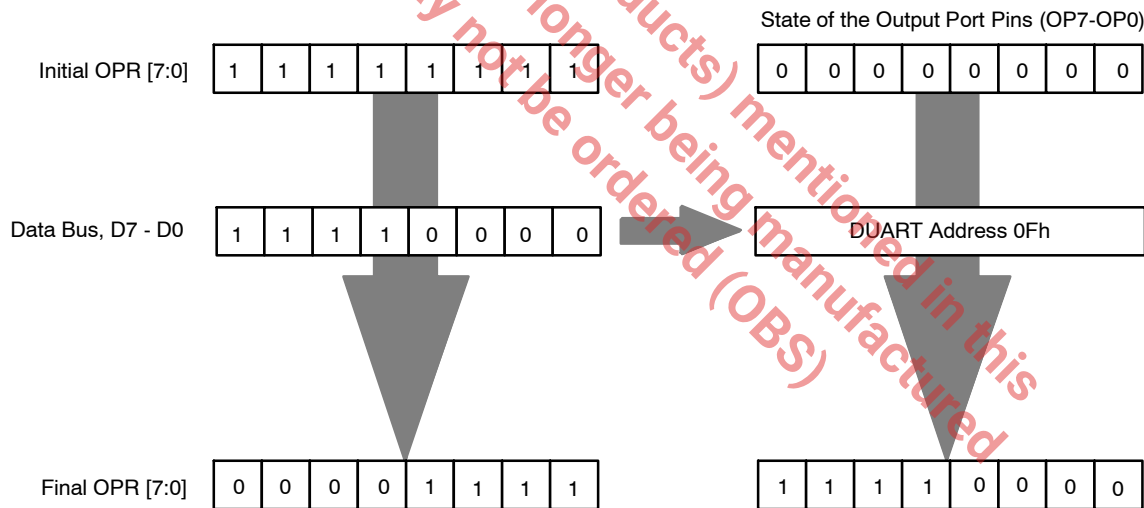 State of the Output Port Pins (OP7-OP0)
Initial OPR [7:0] 1 1 1 1 1 1 1 1 0 0 0 0 0 0 0 0
Data Bus, D7 - D0 1 1 1 1 0 0 0 0 DUART Address 0Fh
Final OPR [7:0] 0 0 0 0 1 1 1 1 1 1 1 1 0 0 0 0
ducts) mentioned in this
longer being manufactured
y not be ordered (OBS)